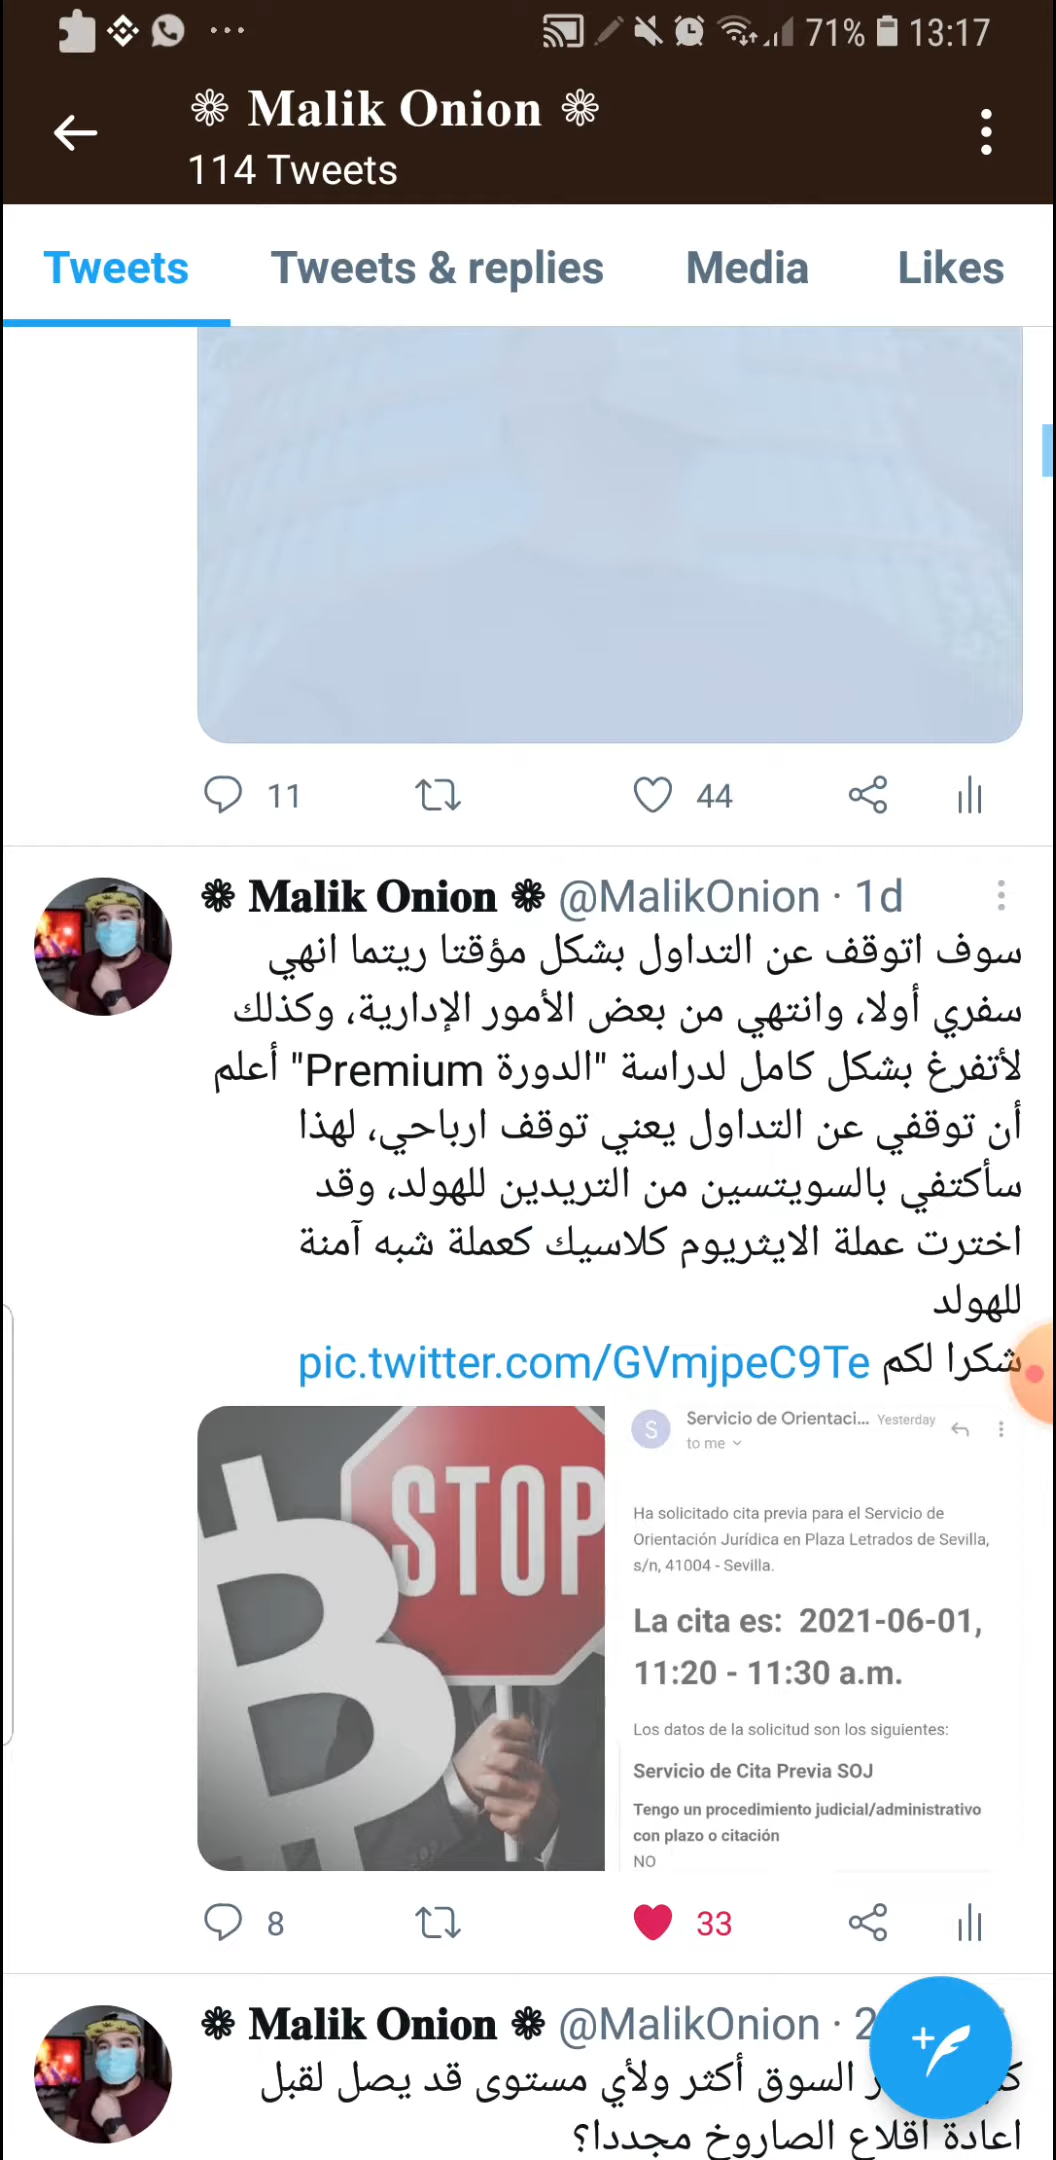 71% 13:17
❁ Malik Onion ❁
114 Tweets
Tweets Tweets & replies Media Likes
11 44
❁ Malik Onion ❁ @MalikOnion · 1d
سوف اتوقف عن التداول بشكل مؤقتا ريتما انهي
سفري أولا، وانتهي من بعض الأمور الإدارية، وكذلك
لأتفرغ بشكل كامل لدراسة "الدورة Premium" أعلم
أن توقفي عن التداول يعني توقف ارباحي، لهذا
سأكتفي بالسويتسين من التريدين للهولد، وقد
اخترت عملة الايثريوم كلاسيك كعملة شبه آمنة
للهولد
شكرا لكم pic.twitter.com/GVmjpeC9Te
STOP
S
Servicio de Orientaci... Yesterday
to me
Ha solicitado cita previa para el Servicio de
Orientación Jurídica en Plaza Letrados de Sevilla,
s/n, 41004 - Sevilla.
La cita es: 2021-06-01,
11:20 - 11:30 a.m.
Los datos de la solicitud son los siguientes:
Servicio de Cita Previa SOJ
Tengo un procedimiento judicial/administrativo
con plazo o citación
NO
8 33
❁ Malik Onion ❁ @MalikOnion · 2
السوق أكثر ولأي مستوى قد يصل لقبل
اعادة اقلاع الصاروخ مجددا؟